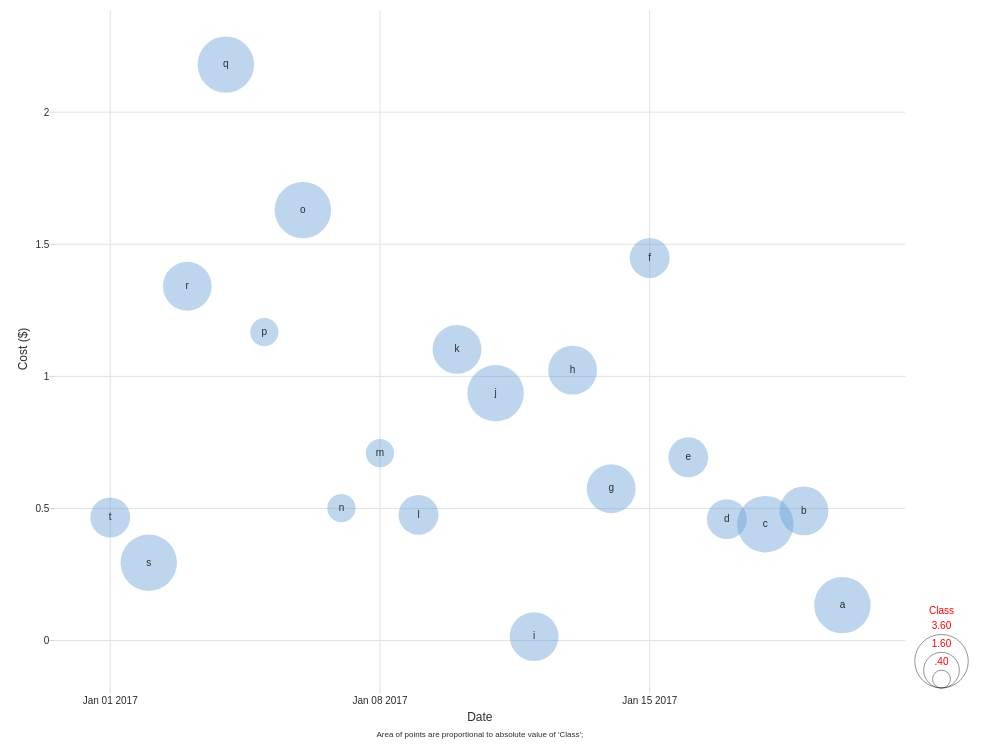 q
2
o
1.5
f
r
p
Cost ($)
k
h
1
j
m
e
g
n
0.5
t
l
d
c
b
s
a
Class
3.60
i
0
1.60
.40
Jan 01 2017
Jan 08 2017
Jan 15 2017
Date
Area of points are proportional to absolute value of 'Class';